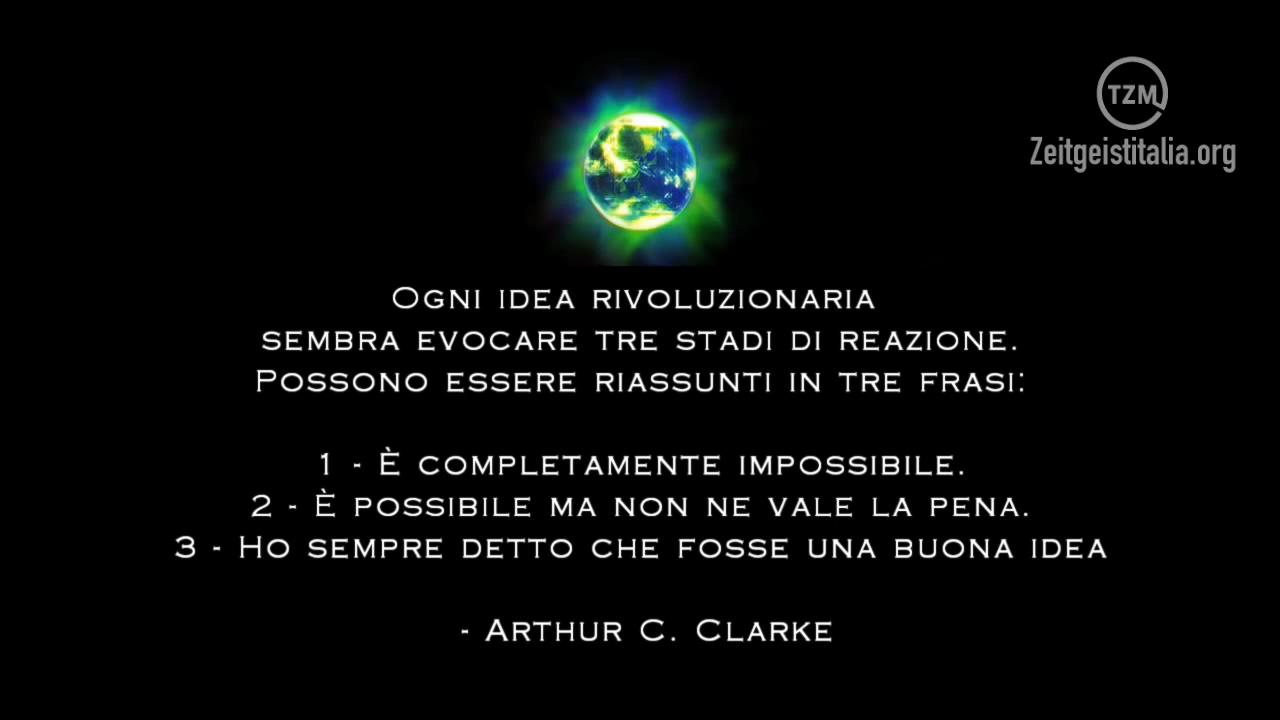 TZM
Zeitgeistitalia.org
Ogni idea rivoluzionaria
sembra evocare tre stadi di reazione.
Possono essere riassunti in tre frasi:
1 - È completamente impossibile.
2 - È possibile ma non ne vale la pena.
3 - Ho sempre detto che fosse una buona idea
- Arthur C. Clarke